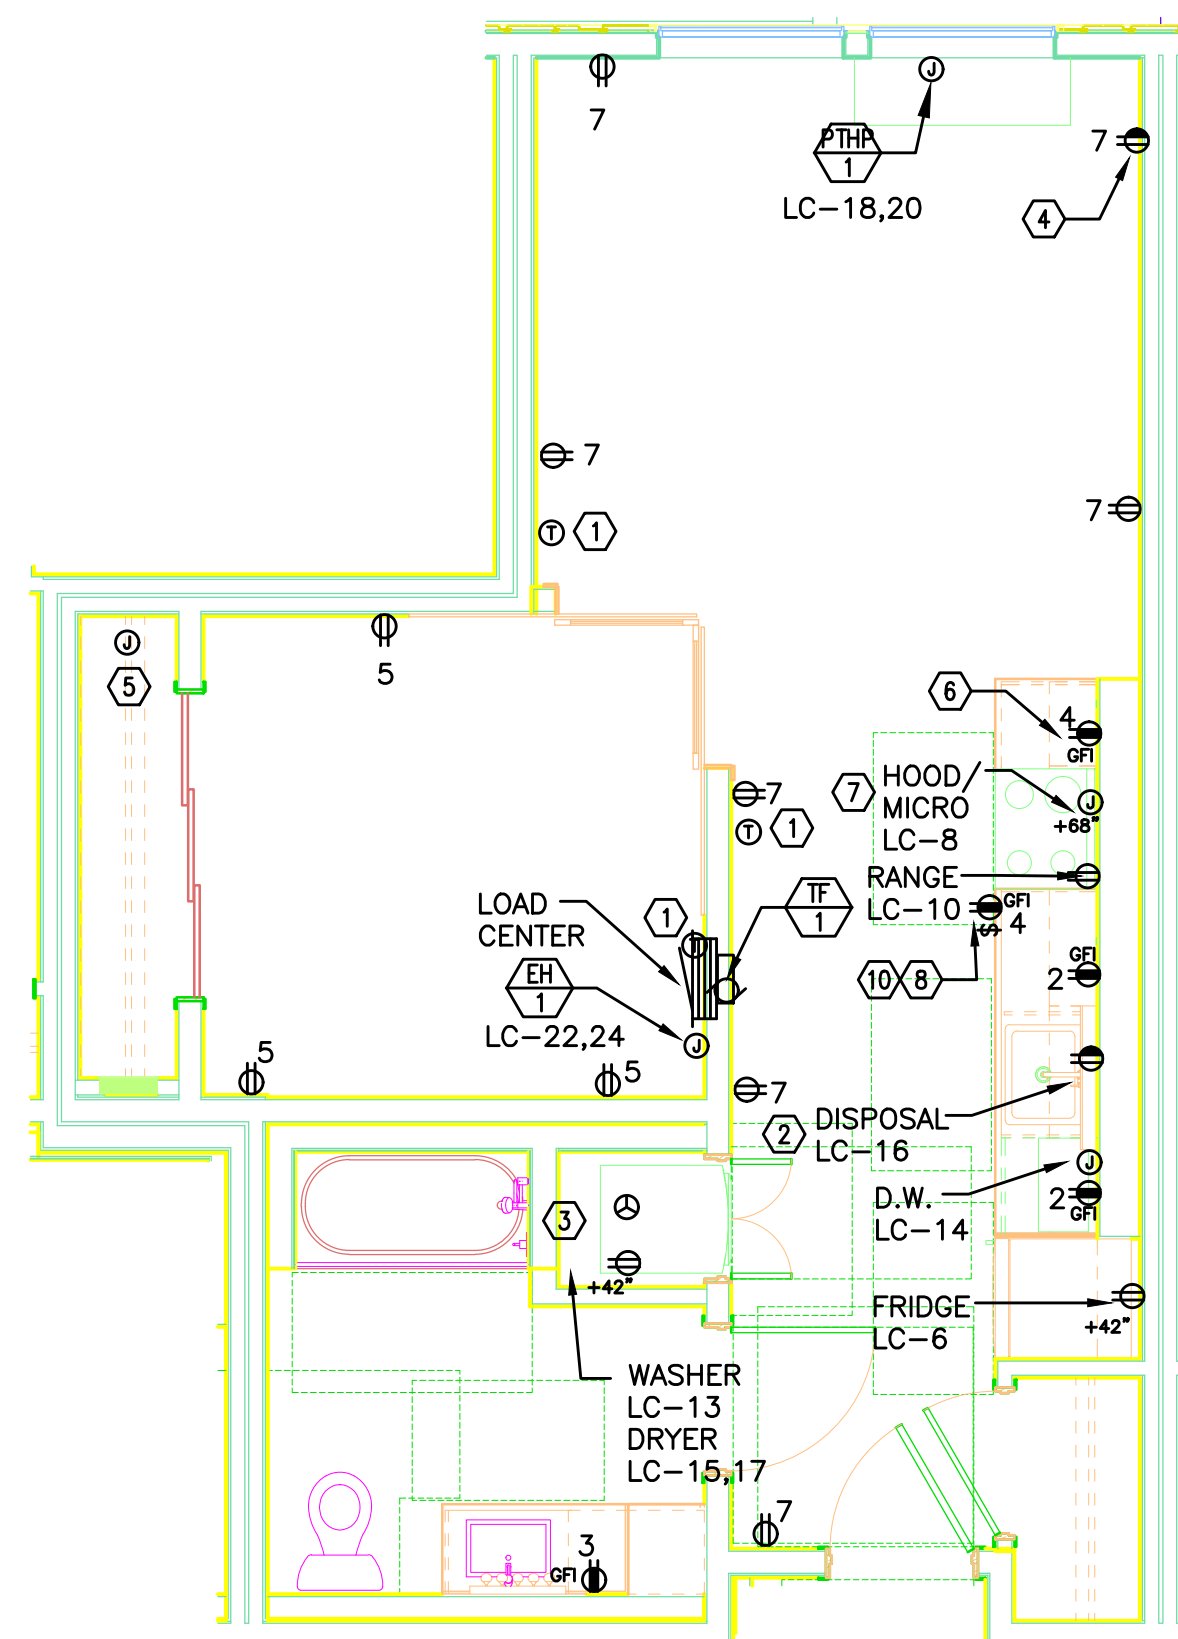 J
7
PTHP
1
LC-18,20
7
4
7
7
T
1
J
5
5
6
4
GFI
7
7
HOOD/
MICRO
LC-8
J
+68"
T
1
RANGE
LC-10
LOAD
CENTER
1
T
TF
1
GFI
$ 4
EH
1
LC-22,24
10
8
GFI
2
J
5
5
7
2
DISPOSAL
LC-16
J
D.W.
LC-14
2
GFI
3
+42"
FRIDGE
LC-6
+42"
WASHER
LC-13
DRYER
LC-15,17
7
3
GFI